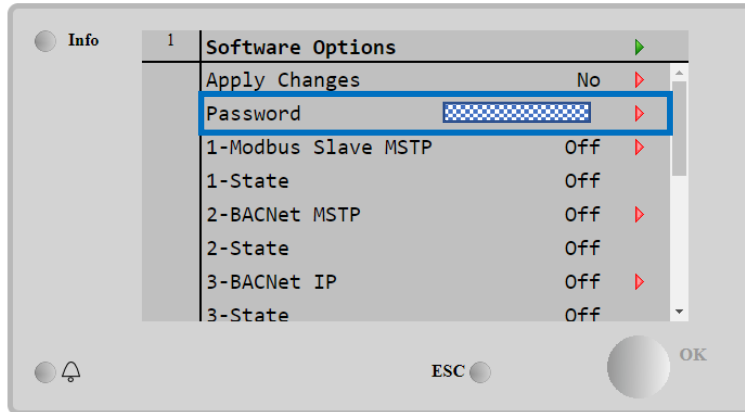 Info
1 Software Options
Apply Changes No
Password
1-Modbus Slave MSTP Off
1-State Off
2-BACNet MSTP Off
2-State Off
3-BACNet IP Off
3-State Off
ESC
OK